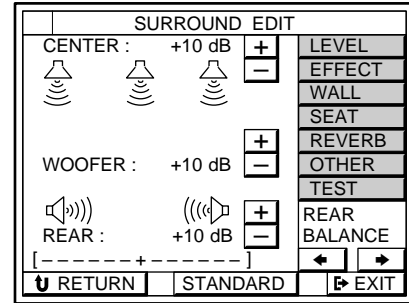 SURROUND EDIT
CENTER : +10 dB +
–
LEVEL
EFFECT
WALL
SEAT
REVERB
OTHER
TEST
+
WOOFER : +10 dB –
+
REAR : +10 dB –
REAR
BALANCE
[------+------]
RETURN STANDARD EXIT